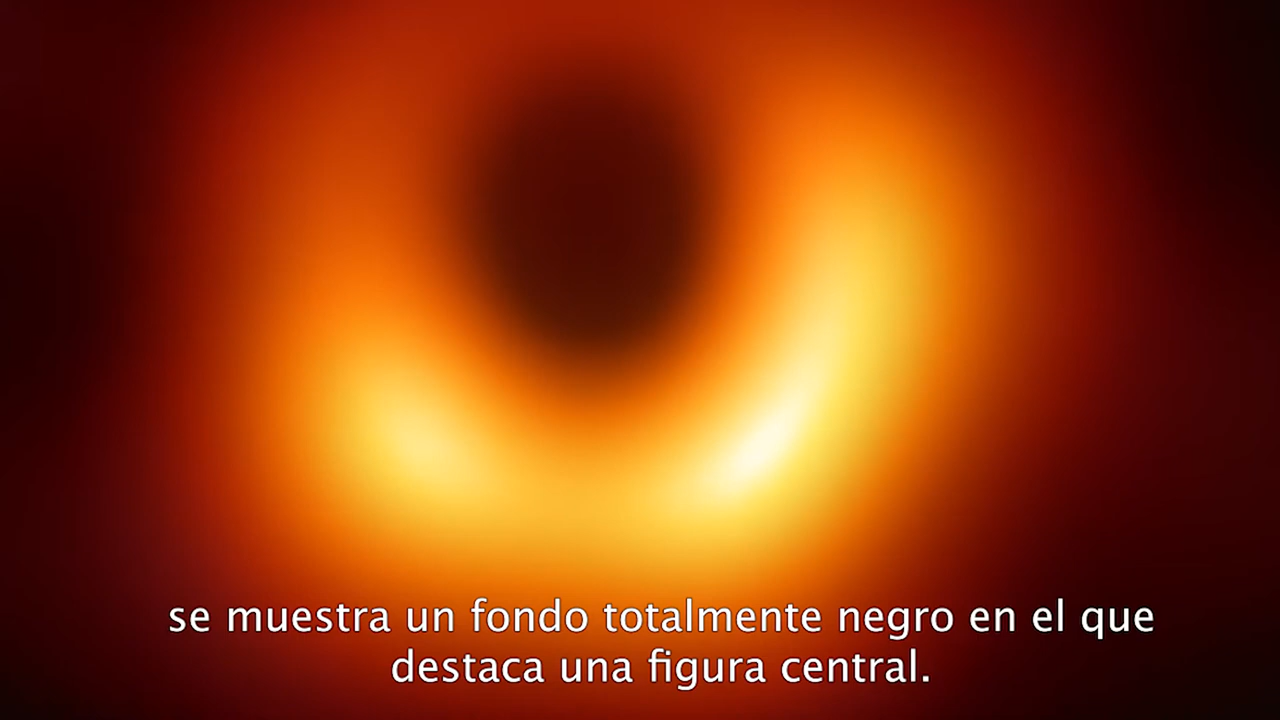 se muestra un fondo totalmente negro en el que
destaca una figura central.